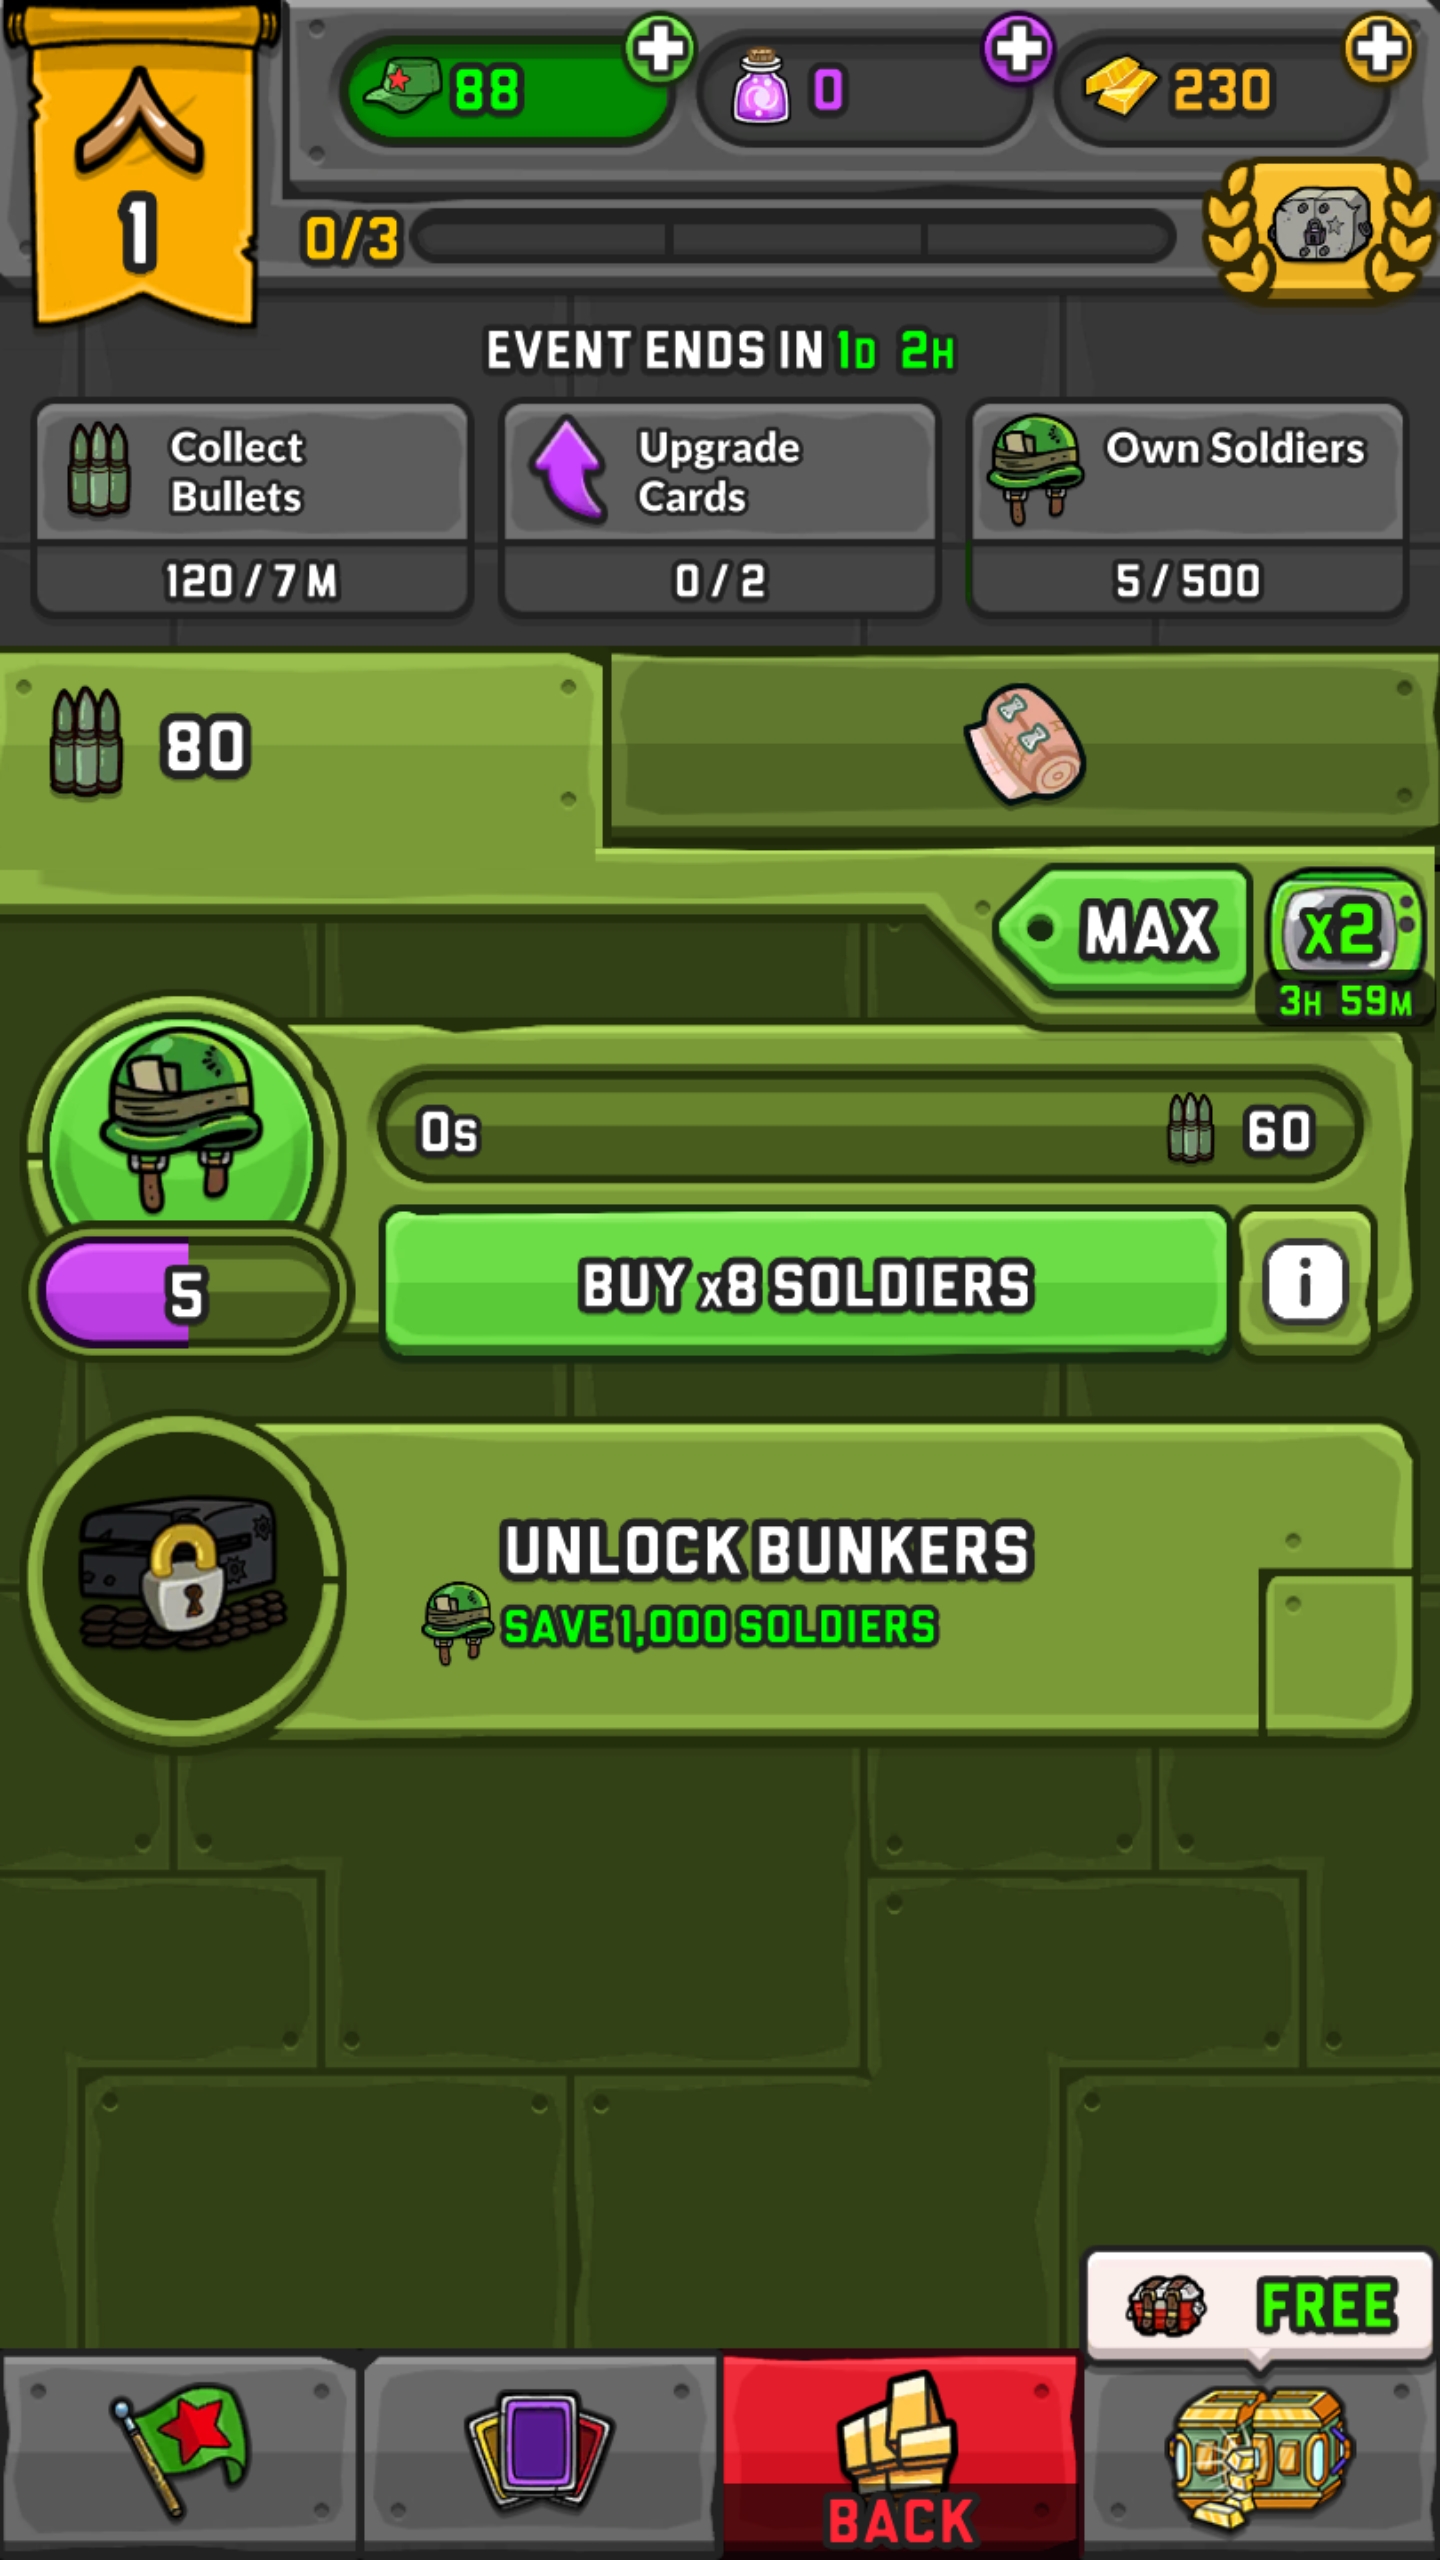 88
0
230
1
0/3
EVENT ENDS IN 1D 2H
Collect
Bullets
120 / 7 M
Upgrade
Cards
0 / 2
Own Soldiers
5 / 500
80
MAX
x2
3H 59M
0s
60
5
BUY x8 SOLDIERS
i
UNLOCK BUNKERS
SAVE 1,000 SOLDIERS
FREE
BACK